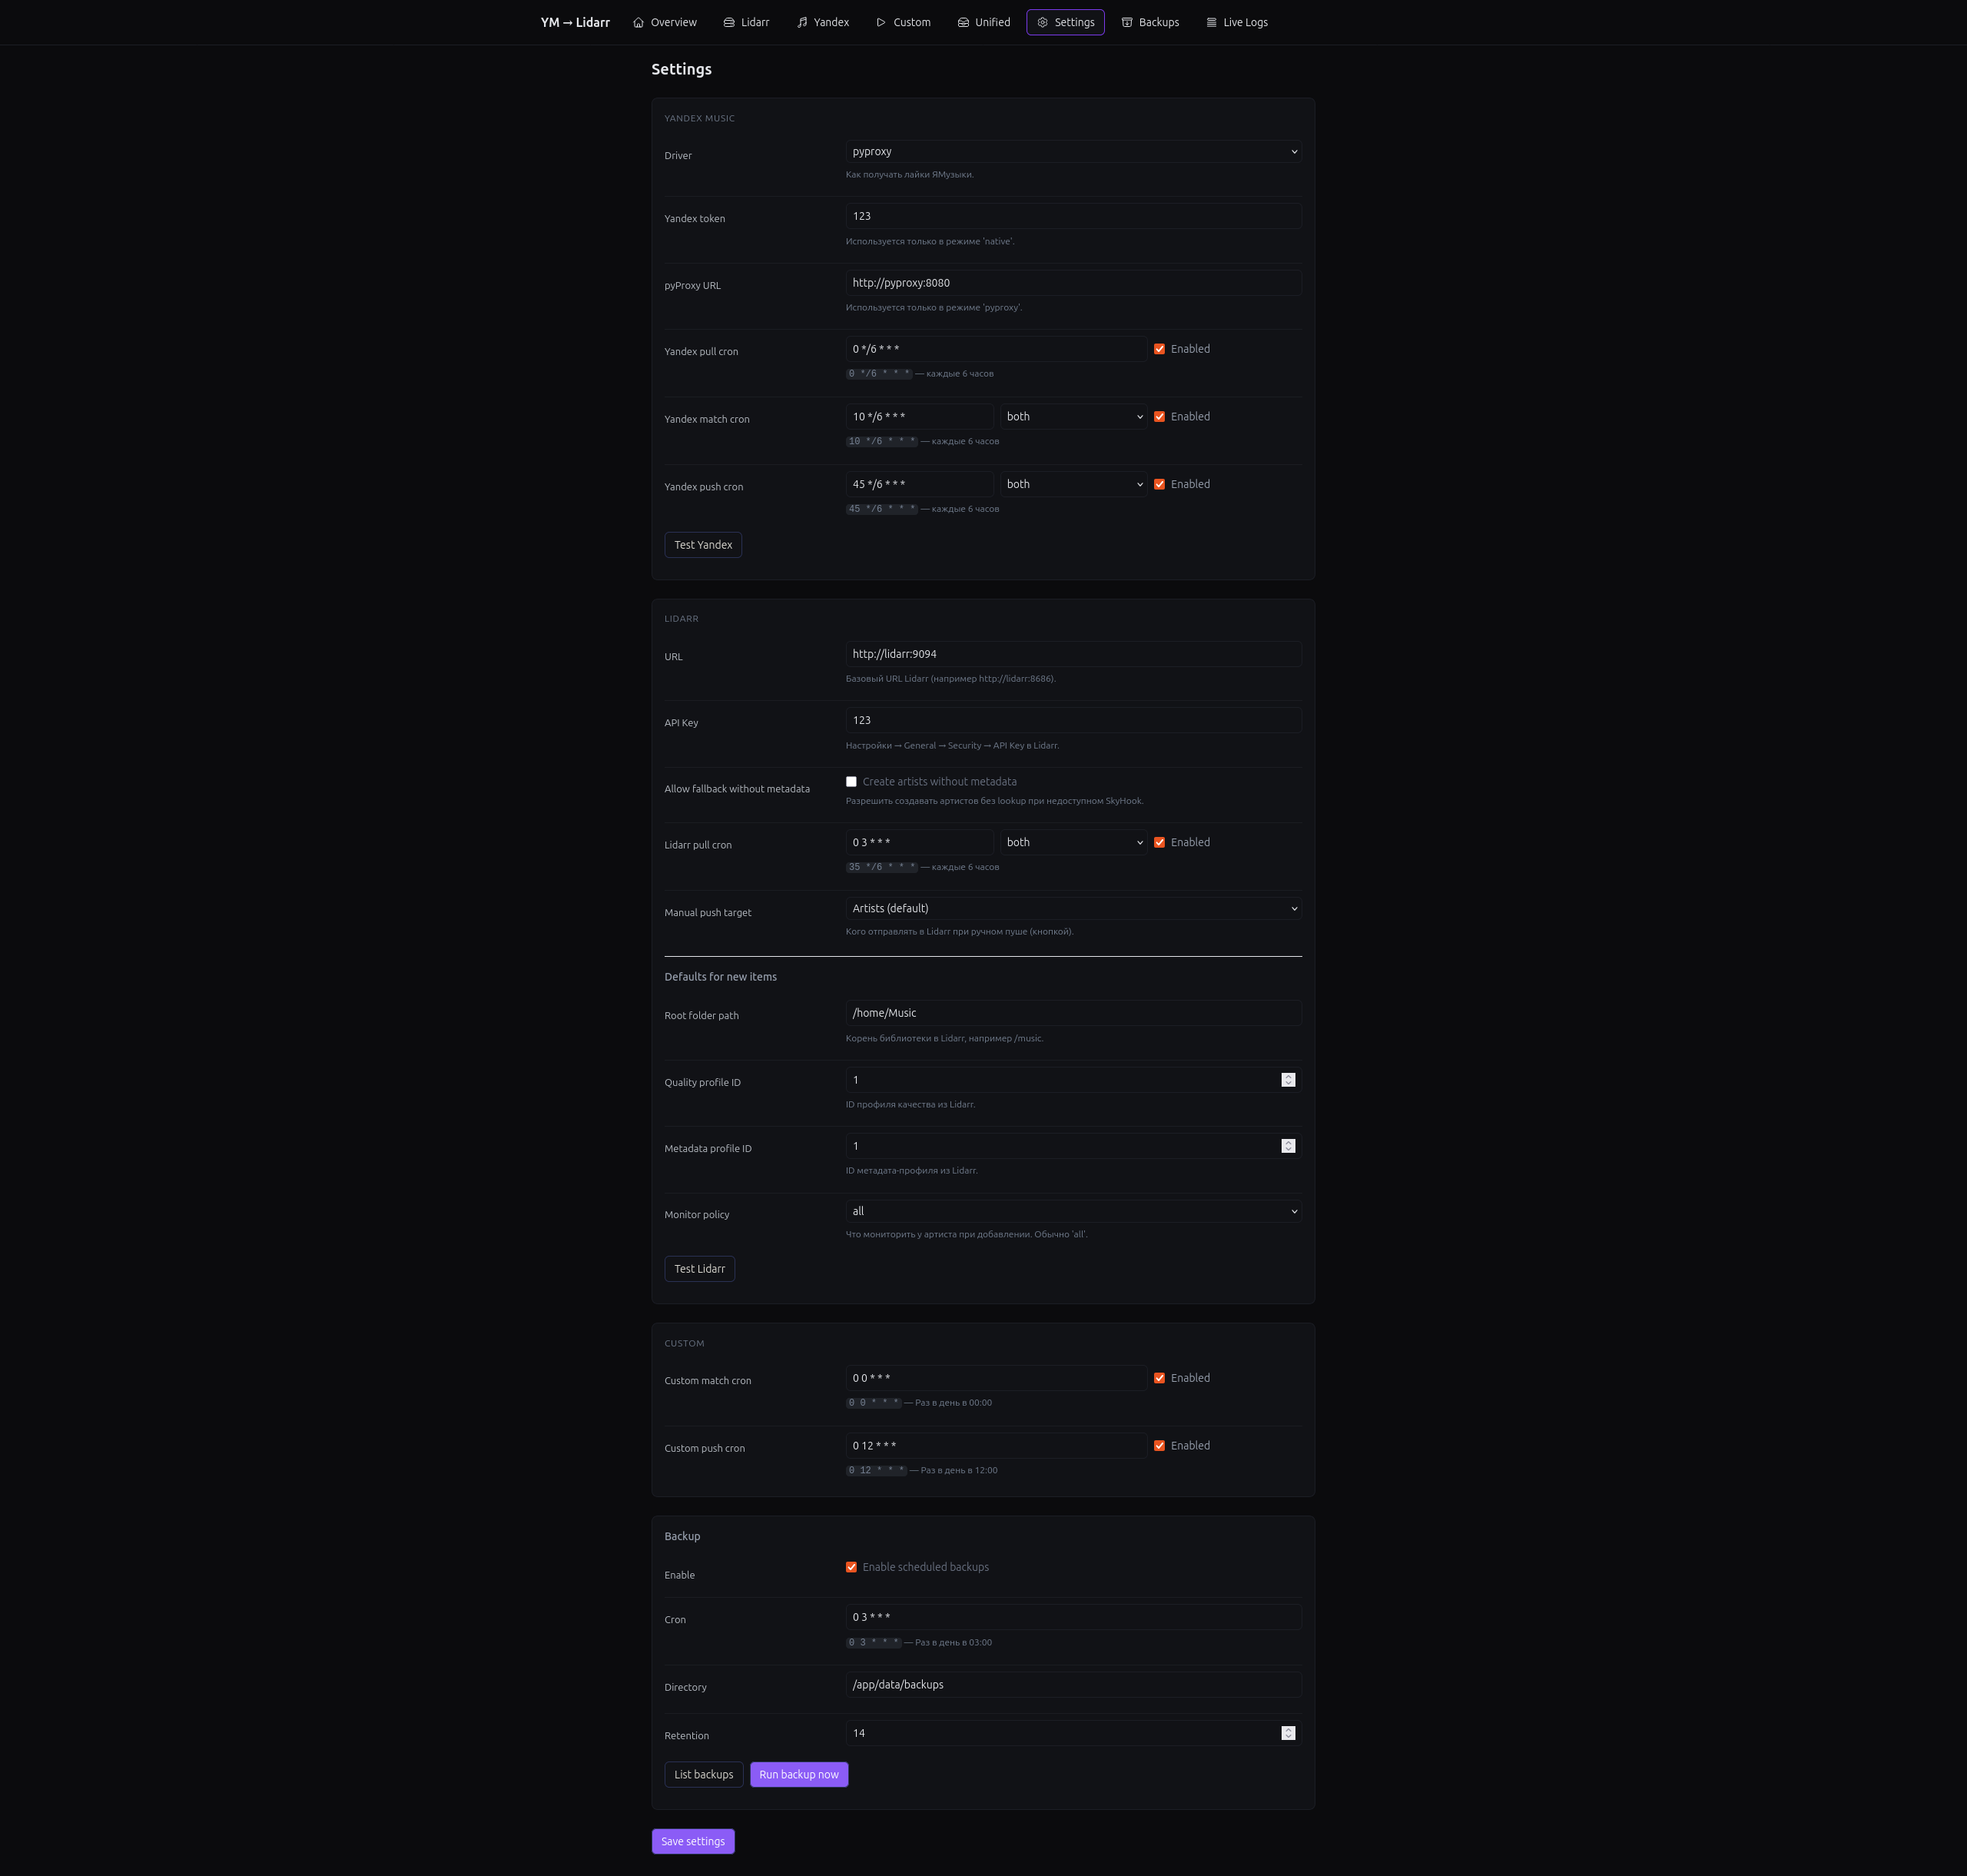 YM → Lidarr Overview Lidarr Yandex Custom Unified Settings Backups Live Logs
Settings
YANDEX MUSIC
Driver pyproxy
Как получать лайки ЯМузыки.
Yandex token 123
Используется только в режиме 'native'.
pyProxy URL http://pyproxy:8080
Используется только в режиме 'pyproxy'.
Yandex pull cron 0 */6 * * * Enabled
0 */6 * * * — каждые 6 часов
Yandex match cron 10 */6 * * * both Enabled
10 */6 * * * — каждые 6 часов
Yandex push cron 45 */6 * * * both Enabled
45 */6 * * * — каждые 6 часов
Test Yandex
LIDARR
URL http://lidarr:9094
Базовый URL Lidarr (например http://lidarr:8686).
API Key 123
Настройки → General → Security → API Key в Lidarr.
Allow fallback without metadata Create artists without metadata
Разрешить создавать артистов без lookup при недоступном SkyHook.
Lidarr pull cron 0 3 * * * both Enabled
35 */6 * * * — каждые 6 часов
Manual push target Artists (default)
Кого отправлять в Lidarr при ручном пуше (кнопкой).
Defaults for new items
Root folder path /home/Music
Корень библиотеки в Lidarr, например /music.
Quality profile ID 1
ID профиля качества из Lidarr.
Metadata profile ID 1
ID метадата-профиля из Lidarr.
Monitor policy all
Что мониторить у артиста при добавлении. Обычно 'all'.
Test Lidarr
CUSTOM
Custom match cron 0 0 * * * Enabled
0 0 * * * — Раз в день в 00:00
Custom push cron 0 12 * * * Enabled
0 12 * * * — Раз в день в 12:00
Backup
Enable Enable scheduled backups
Cron 0 3 * * *
0 3 * * * — Раз в день в 03:00
Directory /app/data/backups
Retention 14
List backups Run backup now
Save settings